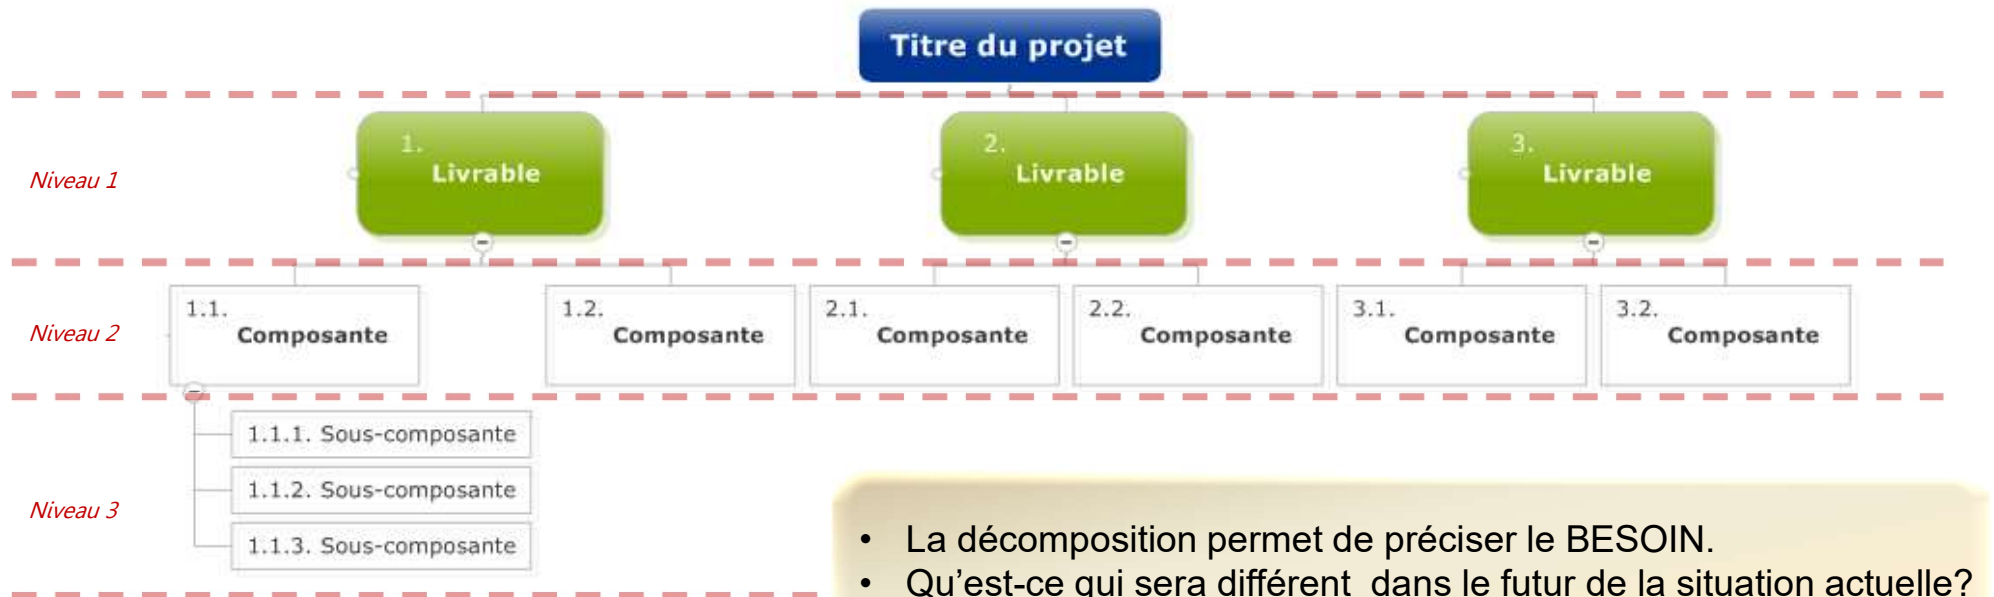 Titre du projet
Niveau 1
1.
Livrable
2.
Livrable
3.
Livrable
Niveau 2
1.1.
Composante
1.2.
Composante
2.1.
Composante
2.2.
Composante
3.1.
Composante
3.2.
Composante
Niveau 3
1.1.1. Sous-composante
1.1.2. Sous-composante
1.1.3. Sous-composante
• La décomposition permet de préciser le BESOIN.
• Qu’est-ce qui sera différent dans le futur de la situation actuelle?